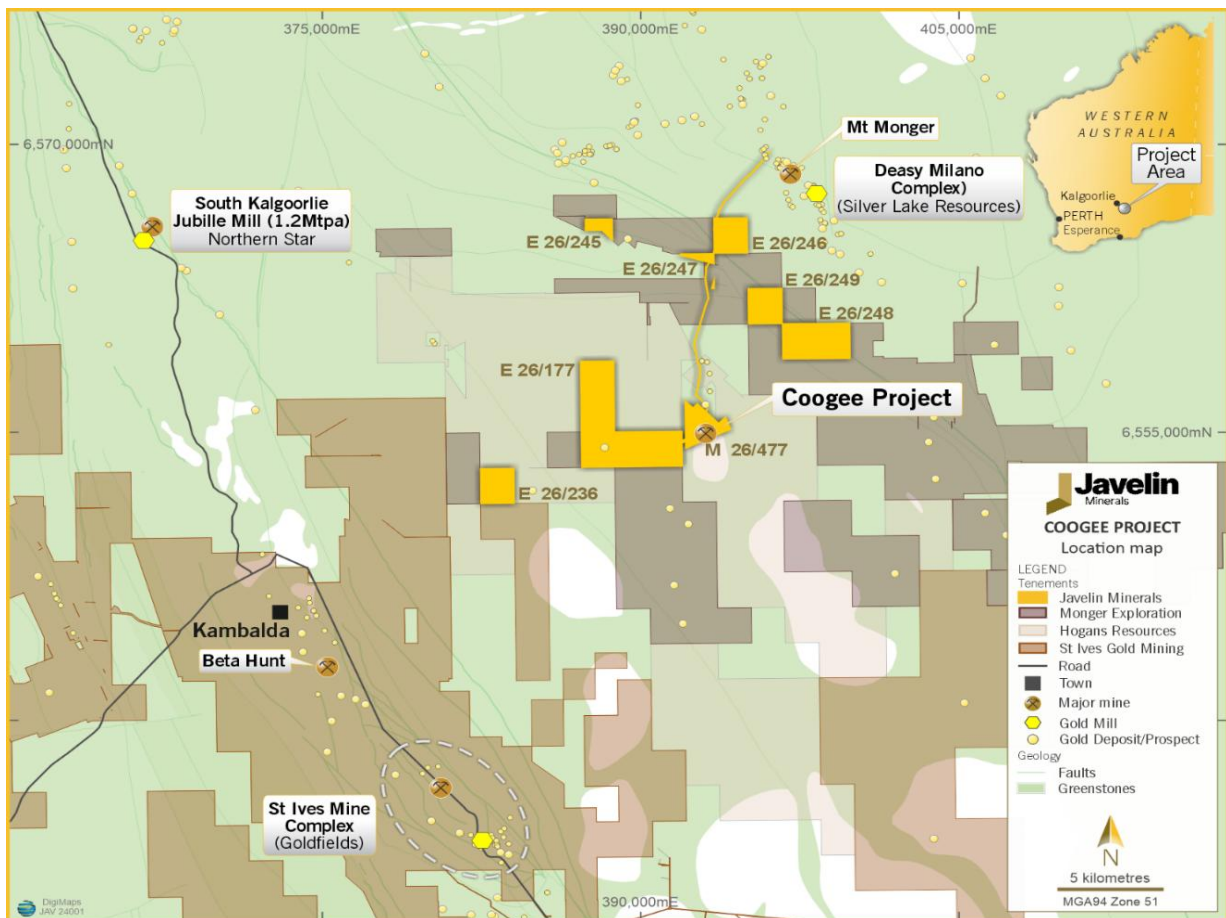 375,000mE
390,000mE
405,000mE
6,570,000mN
WESTERN
AUSTRALIA
Project
Area
Kalgoorlie
PERTH
Esperance
Mt Monger
Deasy Milano
Complex)
(Silver Lake Resources)
South Kalgoorlie
Jubille Mill (1.2Mtpa)
Northern Star
E 26/245
E 26/246
E 26/247
E 26/249
E 26/248
E 26/177
Coogee Project
M 26/477
6,555,000mN
E 26/236
Kambalda
Beta Hunt
St Ives Mine
Complex
(Goldfields)
Javelin
Minerals
COOGEE PROJECT
Location map
LEGEND
Tenements
Javelin Minerals
Monger Exploration
Hogans Resources
St Ives Gold Mining
Road
Town
Major mine
Gold Mill
Gold Deposit/Prospect
Geology
Faults
Greenstones
N
5 kilometres
MGA94 Zone 51
390,000mE
DigiMaps
JAV 24001